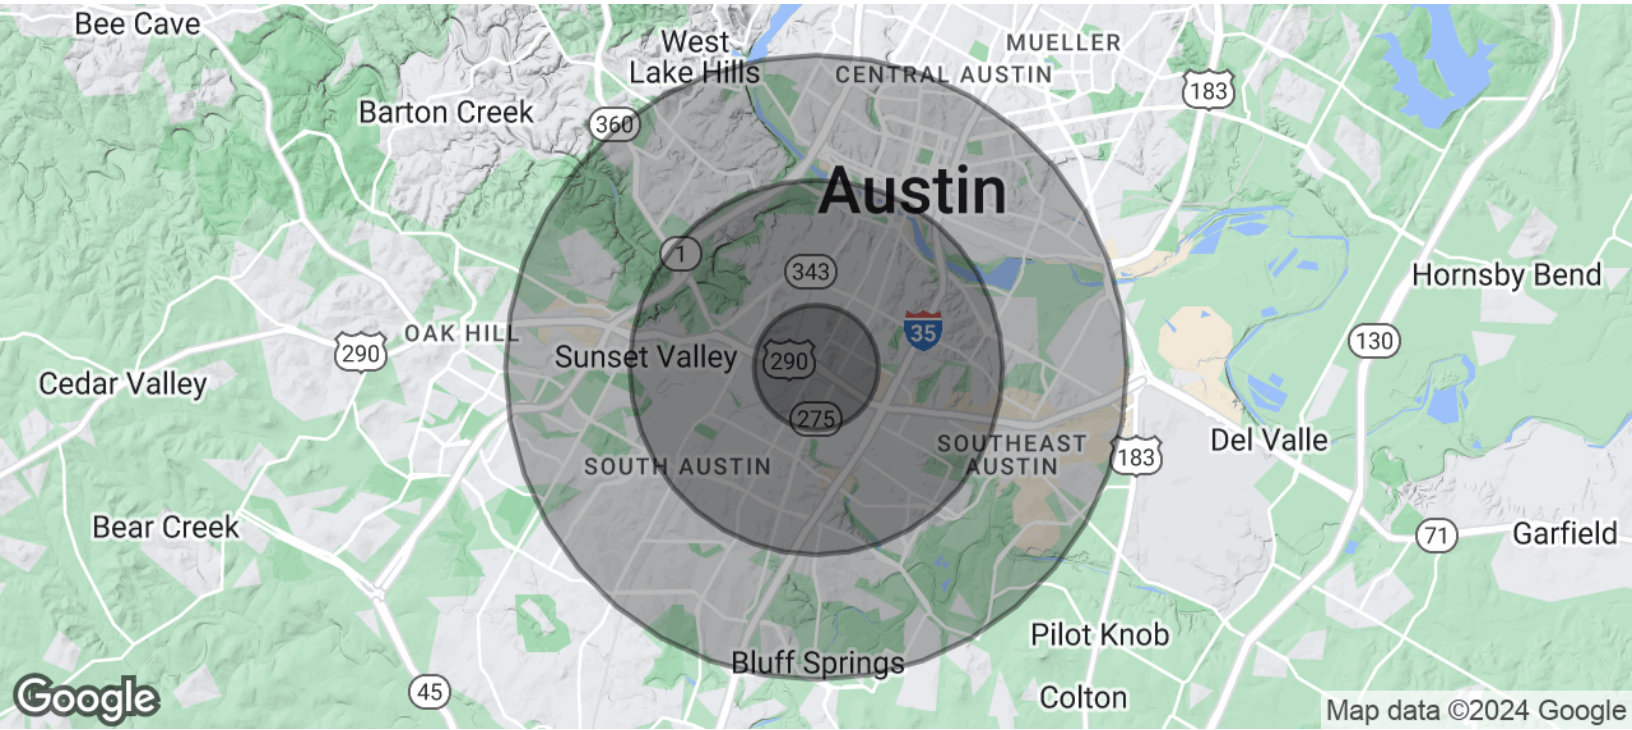 Bee Cave
West
Lake Hills
MUELLER
CENTRAL AUSTIN
183
Barton Creek
360
Austin
1
343
Hornsby Bend
OAK HILL
290
Sunset Valley
290
35
130
Cedar Valley
275
SOUTH AUSTIN
SOUTHEAST
AUSTIN
183
Del Valle
Bear Creek
71
Garfield
Pilot Knob
Bluff Springs
45
Colton
Google
Map data ©2024 Google